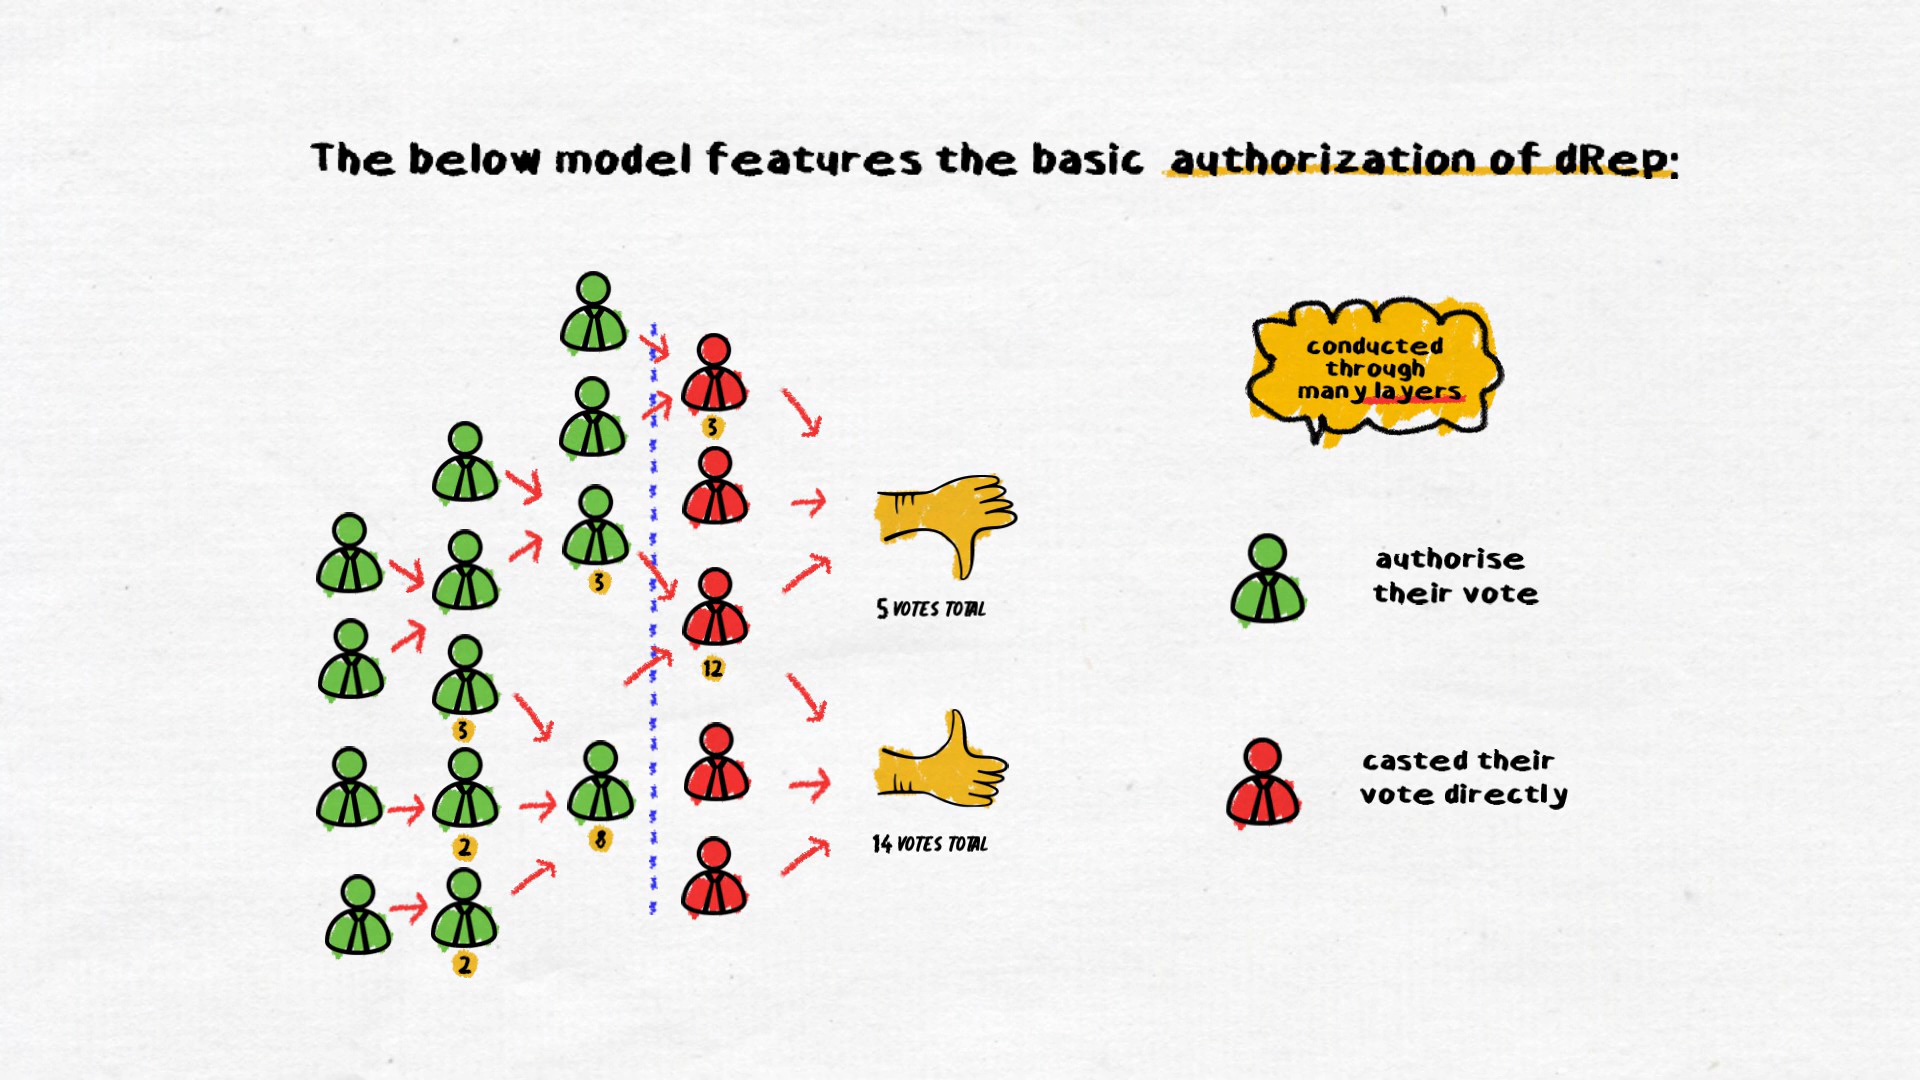 The below model features the basic authorization of dRep:
conducted
through
many layers
3
3
5 VOTES TOTAL
authorise
their vote
12
3
casted their
vote directly
2
8
14 VOTES TOTAL
2